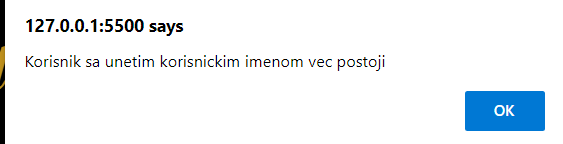 127.0.0.1:5500 says
Korisnik sa unetim korisnickim imenom vec postoji
OK